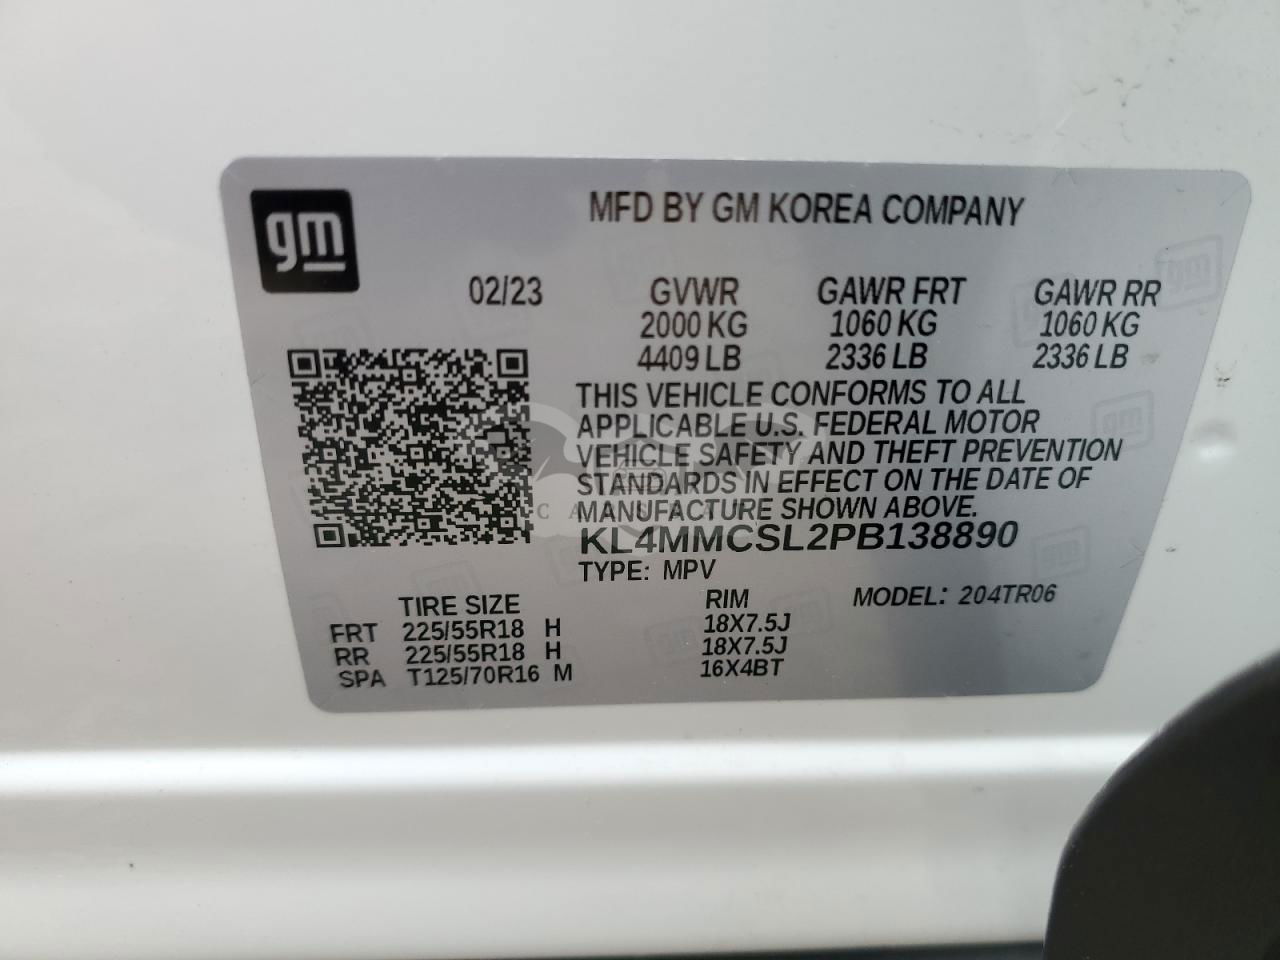 gm
MFD BY GM KOREA COMPANY
02/23 GVWR GAWR FRT GAWR RR
2000 KG 1060 KG 1060 KG
4409 LB 2336 LB 2336 LB
THIS VEHICLE CONFORMS TO ALL
APPLICABLE U.S. FEDERAL MOTOR
VEHICLE SAFETY AND THEFT PREVENTION
STANDARDS IN EFFECT ON THE DATE OF
MANUFACTURE SHOWN ABOVE.
KL4MMCSL2PB138890
TYPE: MPV
TIRE SIZE RIM MODEL: 204TR06
FRT 225/55R18 H 18X7.5J
RR 225/55R18 H 18X7.5J
SPA T125/70R16 M 16X4BT